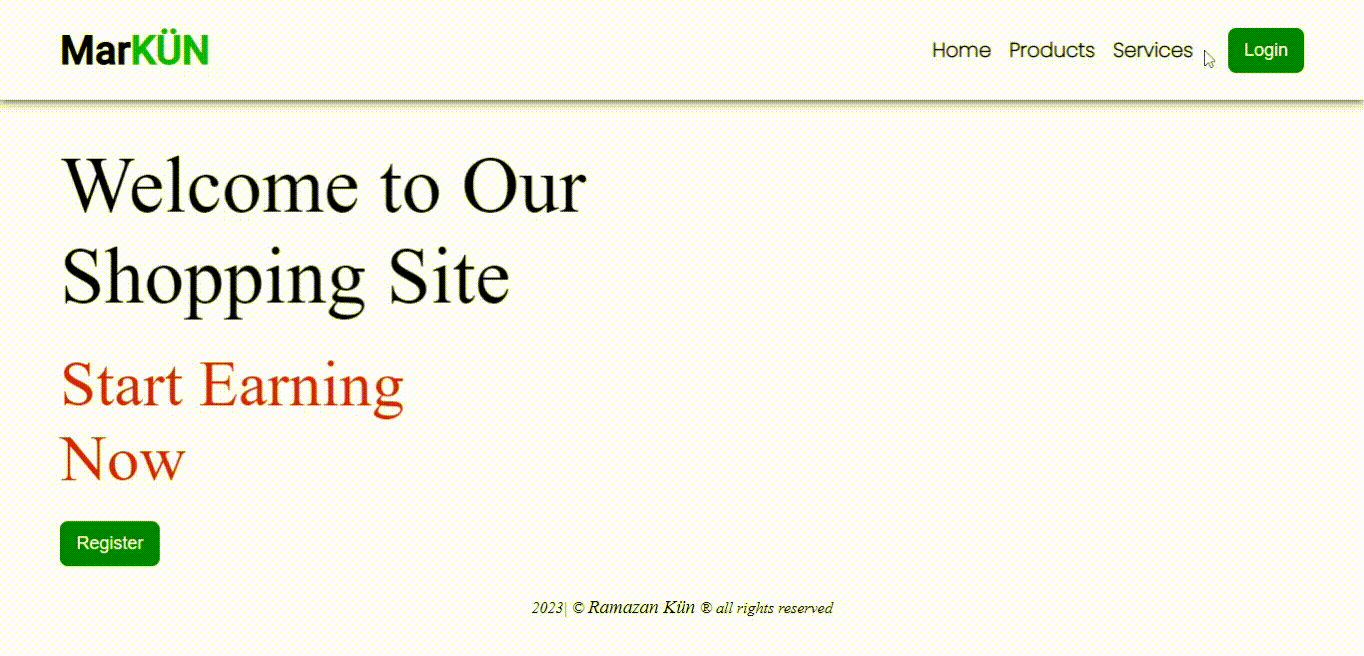 MarKÜN
Home Products Services Login
Welcome to Our
Shopping Site
Start Earning
Now
Register
2023| © Ramazan Kün ® all rights reserved